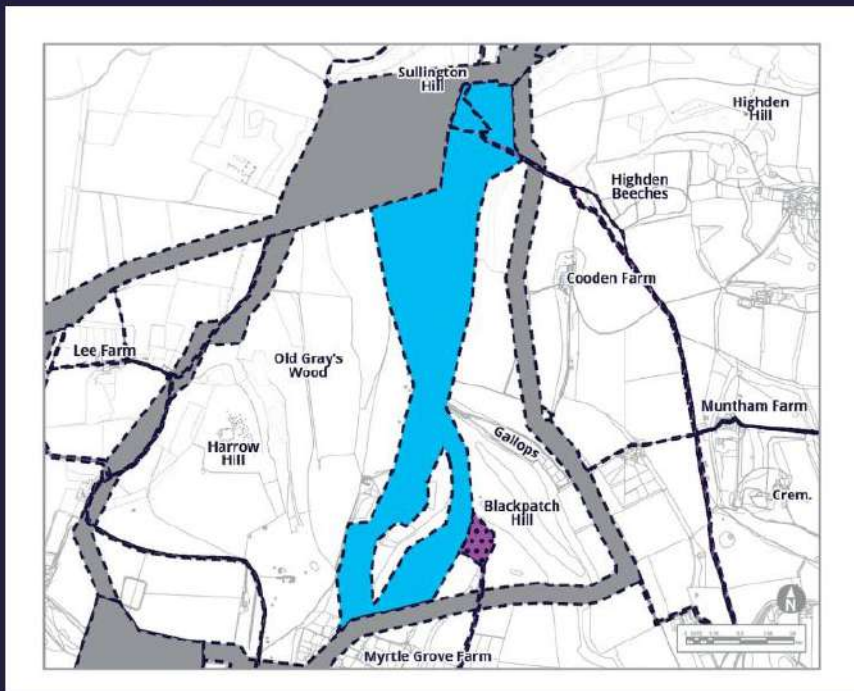 Sullington
Hill
Highden
Hill
Highden
Beeches
Cooden Farm
Lee Farm
Old Gray's
Wood
Muntham Farm
Gallops
Harrow
Hill
Blackpatch
Hill
Crem.
N
Myrtle Grove Farm